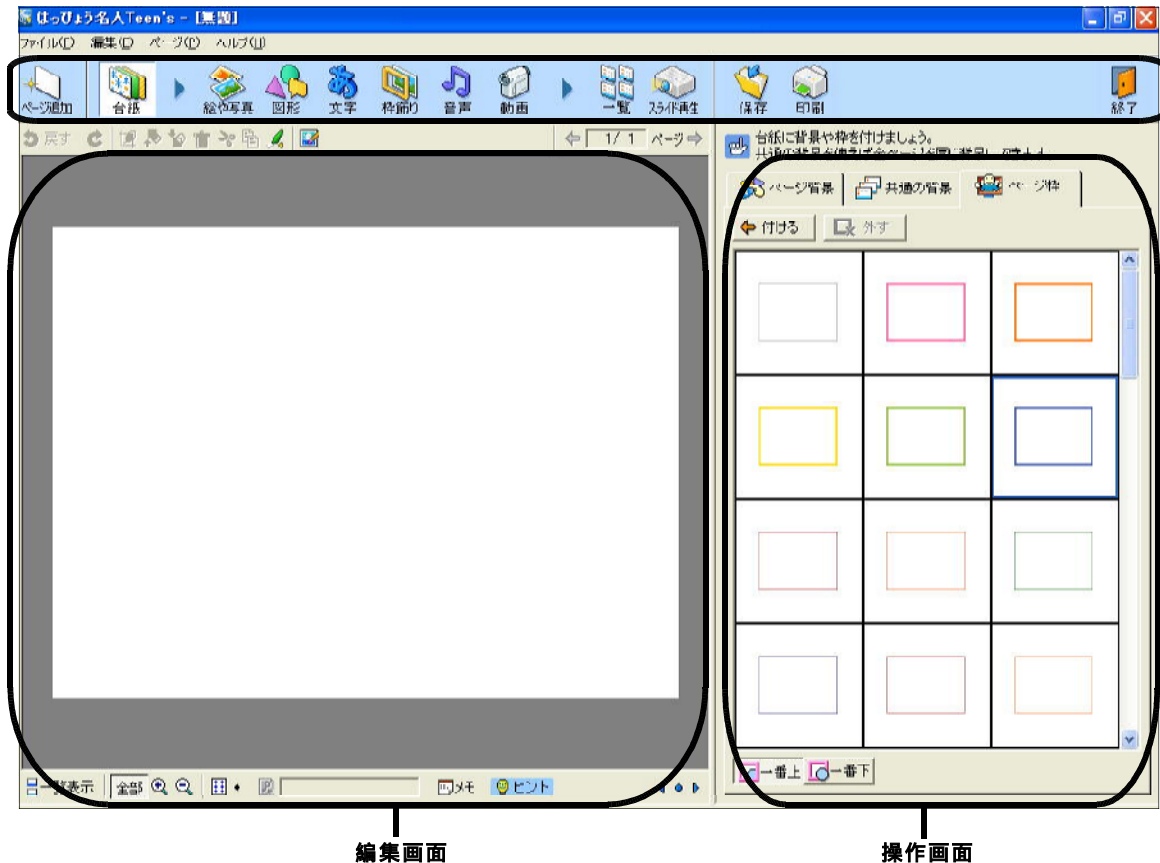 はっぴょう名人Teen's - [無題]
ファイル(F) 編集(E) ページ(P) ヘルプ(H)
ページ追加 台紙 絵や写真 図形 文字 枠飾り 音声 動画 一覧 スライド再生 保存 印刷 終了
戻す 1/ 1 ページ
台紙に背景や枠を付けましょう。
ページ背景 共通の背景 ページ枠
付ける 外す
一番上 一番下
一覧表示 全部 メモ ヒント
編集画面 操作画面